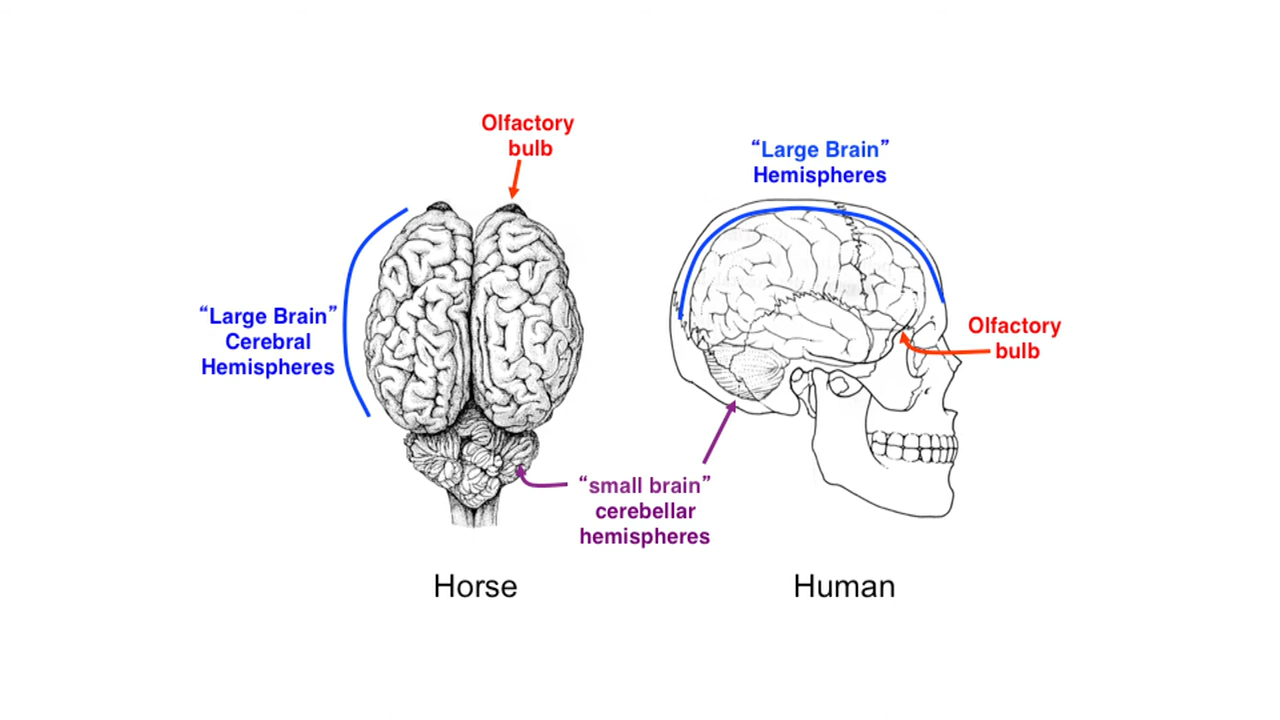 Olfactory
bulb
“Large Brain”
Cerebral
Hemispheres
“Large Brain”
Hemispheres
Olfactory
bulb
“small brain”
cerebellar
hemispheres
Horse
Human